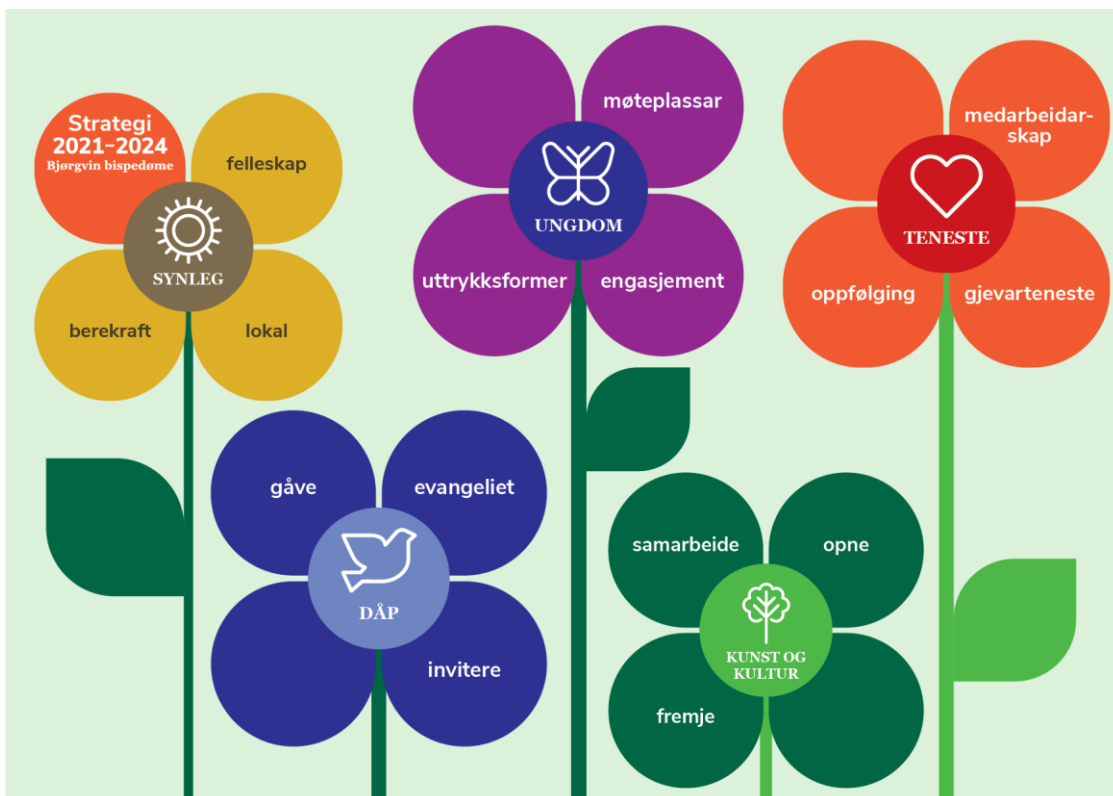 Strategi
2021–2024
Bjørgvin bispedøme
felleskap
SYNLEG
berekraft
lokal
møteplassar
UNGDOM
uttrykksformer
engasjement
medarbeidar-
skap
TENESTE
oppfølging
gjevarteneste
gåve
evangeliet
DÅP
invitere
samarbeide
opne
KUNST OG
KULTUR
fremje